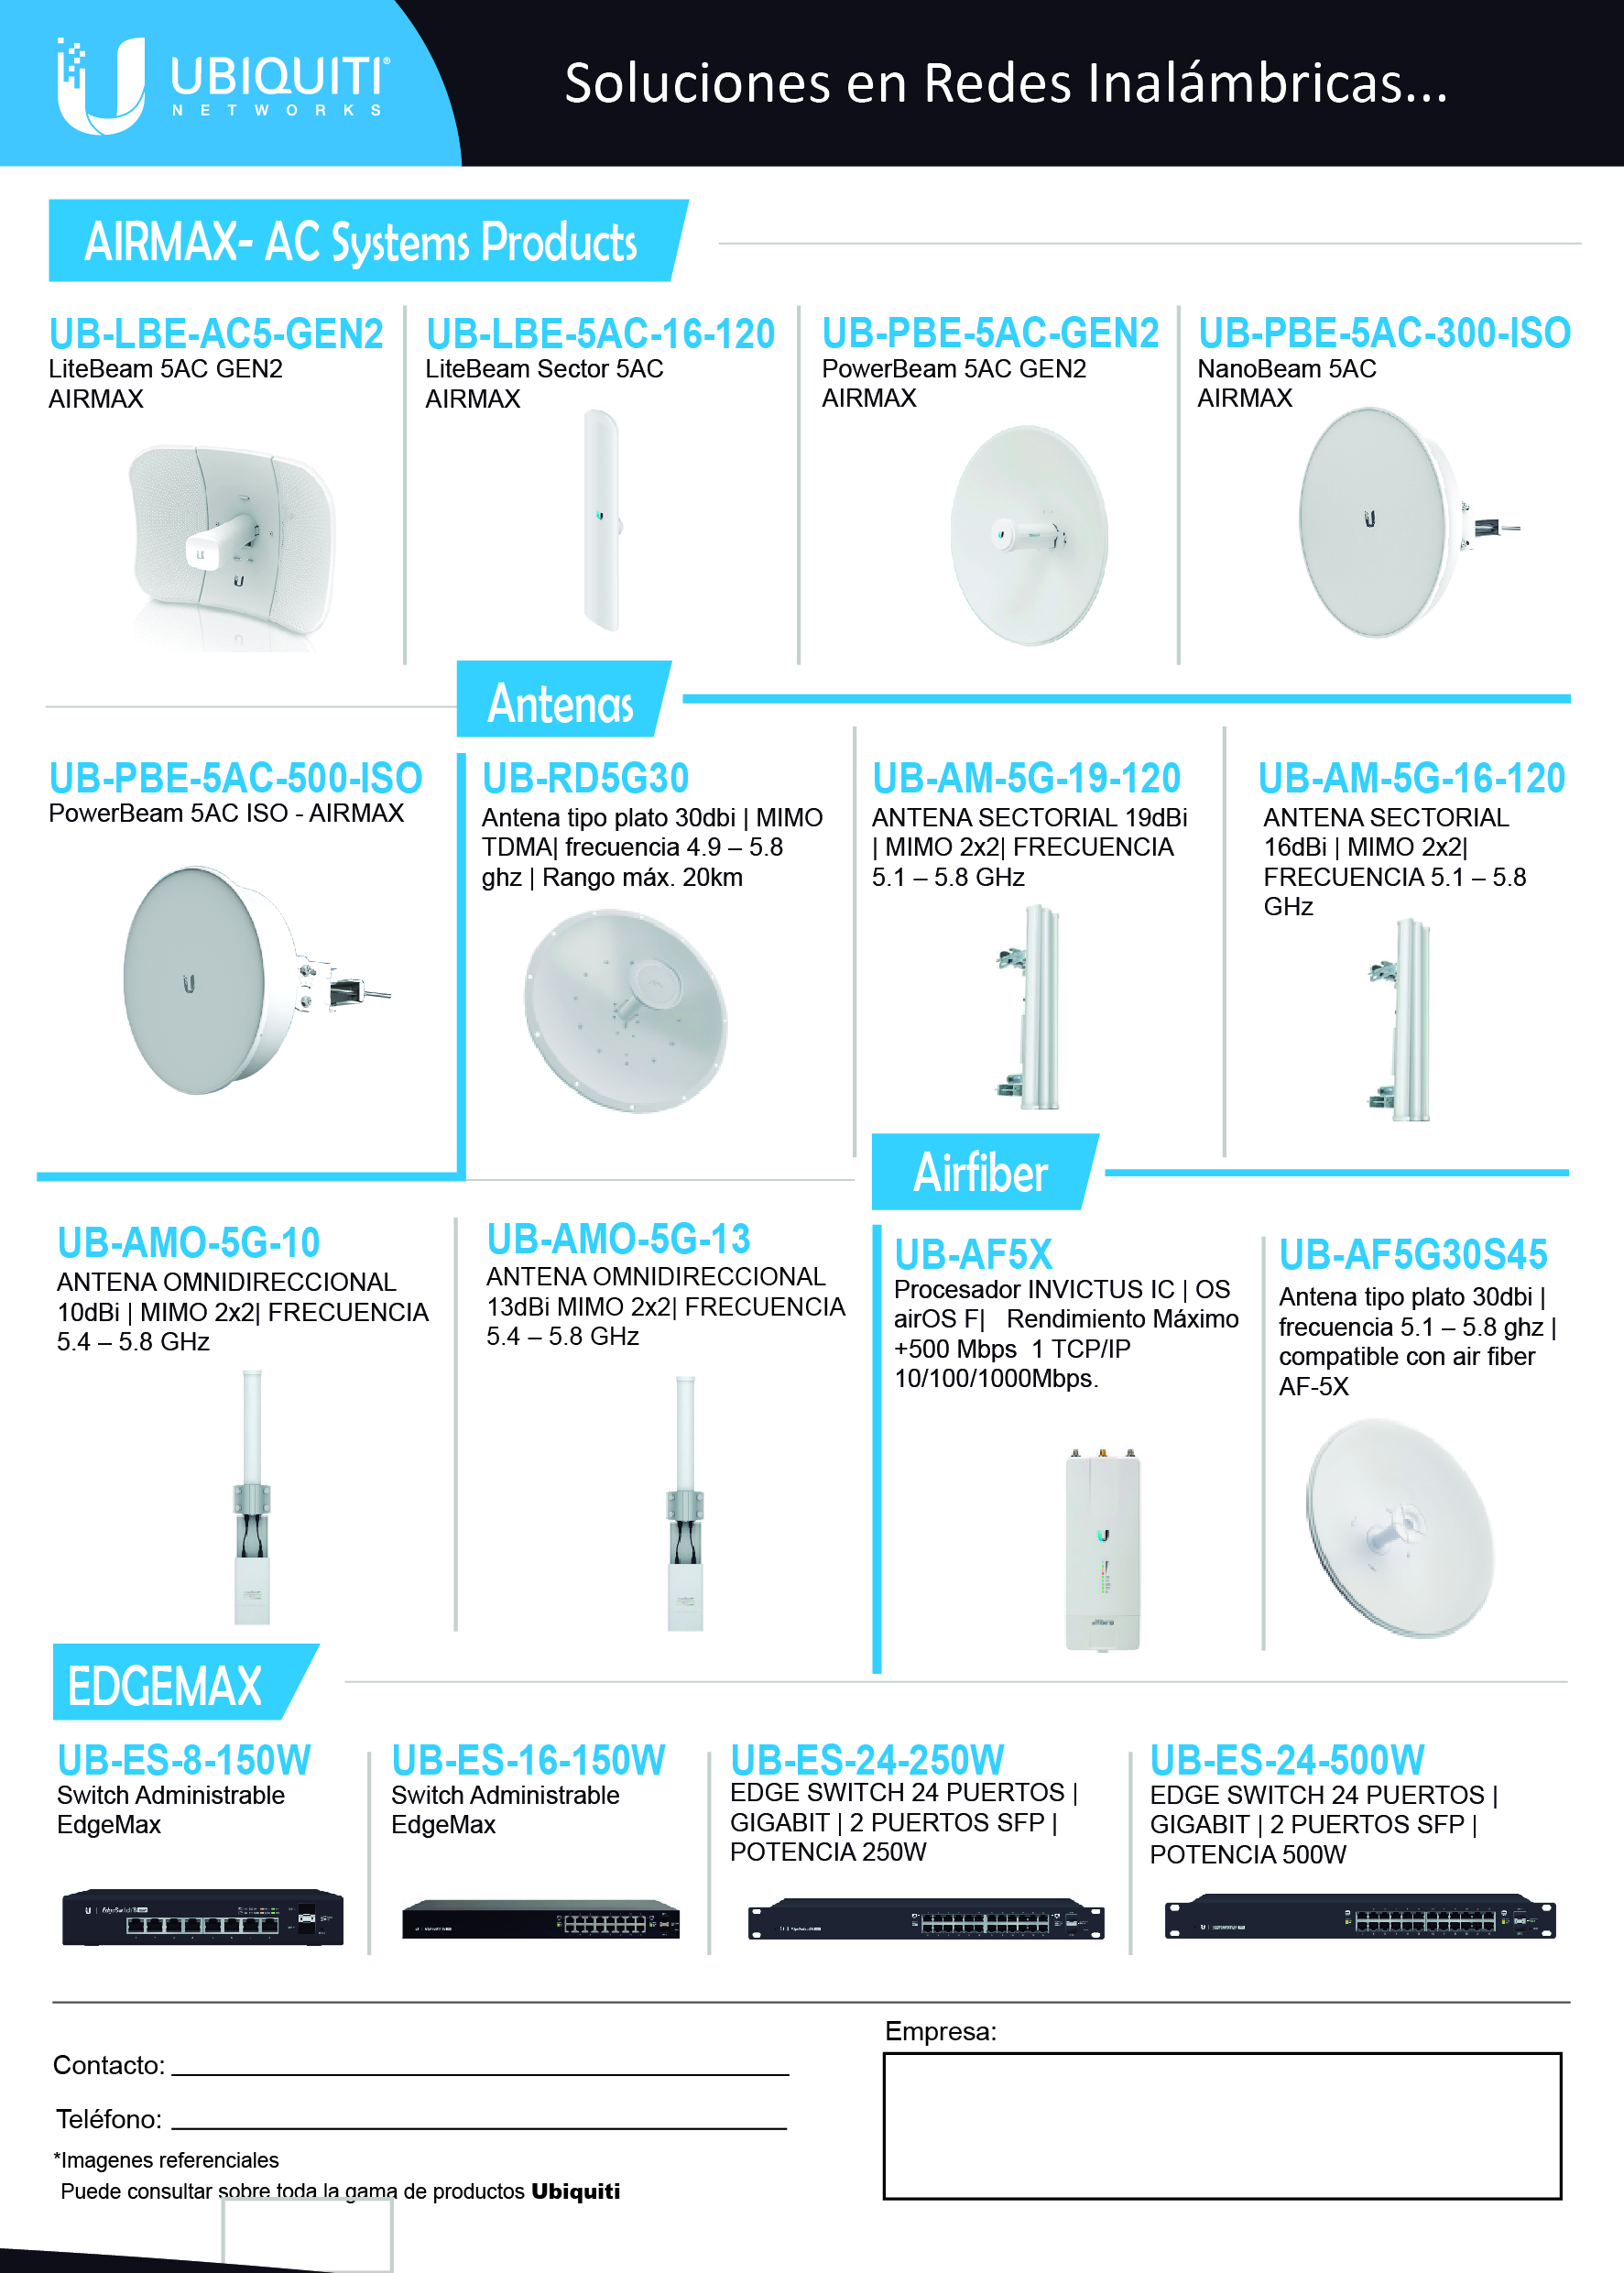 UBIQUITI®
NETWORKS
Soluciones en Redes Inalámbricas...
AIRMAX- AC Systems Products
UB-LBE-AC5-GEN2
LiteBeam 5AC GEN2
AIRMAX
UB-LBE-5AC-16-120
LiteBeam Sector 5AC
AIRMAX
UB-PBE-5AC-GEN2
PowerBeam 5AC GEN2
AIRMAX
UB-PBE-5AC-300-ISO
NanoBeam 5AC
AIRMAX
UB-PBE-5AC-500-ISO
PowerBeam 5AC ISO - AIRMAX
Antenas
UB-RD5G30
Antena tipo plato 30dbi | MIMO
TDMA| frecuencia 4.9 – 5.8
ghz | Rango máx. 20km
UB-AM-5G-19-120
ANTENA SECTORIAL 19dBi
| MIMO 2x2| FRECUENCIA
5.1 – 5.8 GHz
UB-AM-5G-16-120
ANTENA SECTORIAL
16dBi | MIMO 2x2|
FRECUENCIA 5.1 – 5.8
GHz
UB-AMO-5G-10
ANTENA OMNIDIRECCIONAL
10dBi | MIMO 2x2| FRECUENCIA
5.4 – 5.8 GHz
UB-AMO-5G-13
ANTENA OMNIDIRECCIONAL
13dBi MIMO 2x2| FRECUENCIA
5.4 – 5.8 GHz
Airfiber
UB-AF5X
Procesador INVICTUS IC | OS
airOS F| Rendimiento Máximo
+500 Mbps 1 TCP/IP
10/100/1000Mbps.
UB-AF5G30S45
Antena tipo plato 30dbi |
frecuencia 5.1 – 5.8 ghz |
compatible con air fiber
AF-5X
EDGEMAX
UB-ES-8-150W
Switch Administrable
EdgeMax
UB-ES-16-150W
Switch Administrable
EdgeMax
UB-ES-24-250W
EDGE SWITCH 24 PUERTOS |
GIGABIT | 2 PUERTOS SFP |
POTENCIA 250W
UB-ES-24-500W
EDGE SWITCH 24 PUERTOS |
GIGABIT | 2 PUERTOS SFP |
POTENCIA 500W
Contacto:
Teléfono:
Empresa:
*Imagenes referenciales
Puede consultar sobre toda la gama de productos Ubiquiti